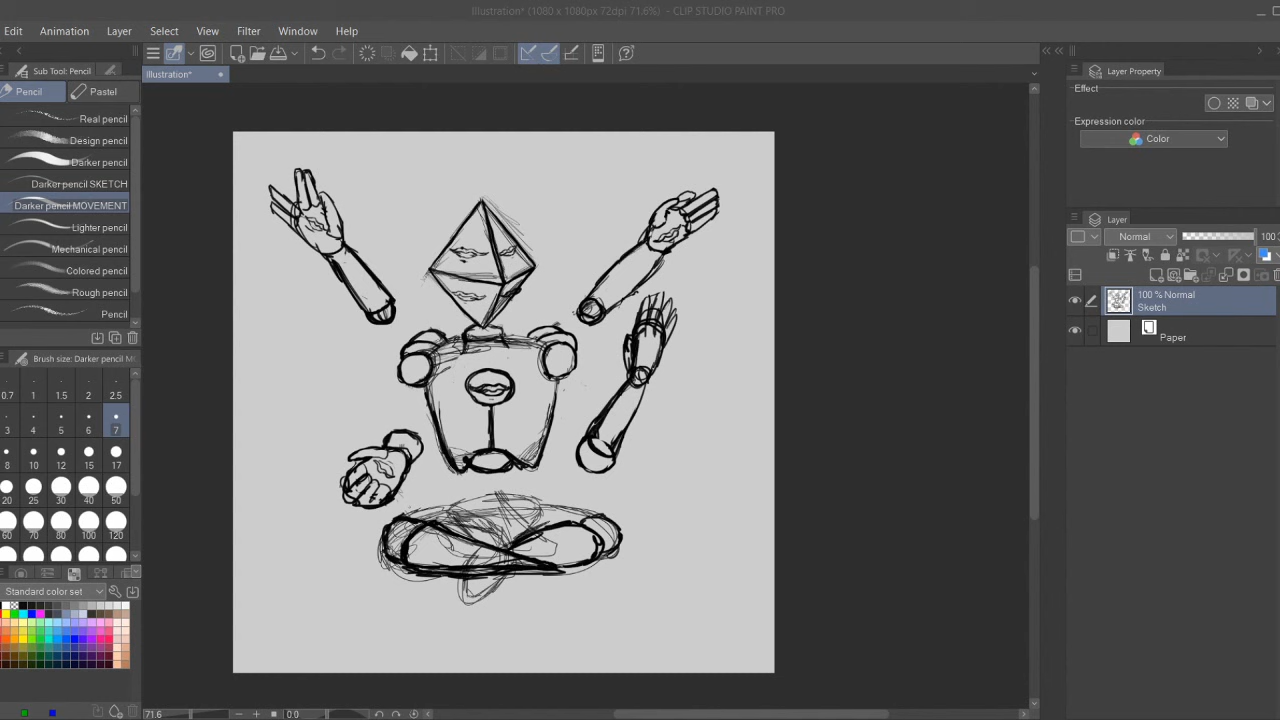 Illustration* (1080 x 1080px 72dpi 71.6%) - CLIP STUDIO PAINT PRO
Edit Animation Layer Select View Filter Window Help
Sub Tool: Pencil
Illustration*
Pencil Pastel
Real pencil
Design pencil
Darker pencil
Darker pencil SKETCH
Darker pencil MOVEMENT
Lighter pencil
Mechanical pencil
Colored pencil
Rough pencil
Pencil
Brush size: Darker pencil M
0.7 1 1.5 2 2.5
3 4 5 6 7
8 10 12 15 17
20 25 30 40 50
60 70 80 100 120
Standard color set
71.6 0.0
Layer Property
Effect
Expression color
Color
Layer
Normal 100
100 % Normal
Sketch
Paper